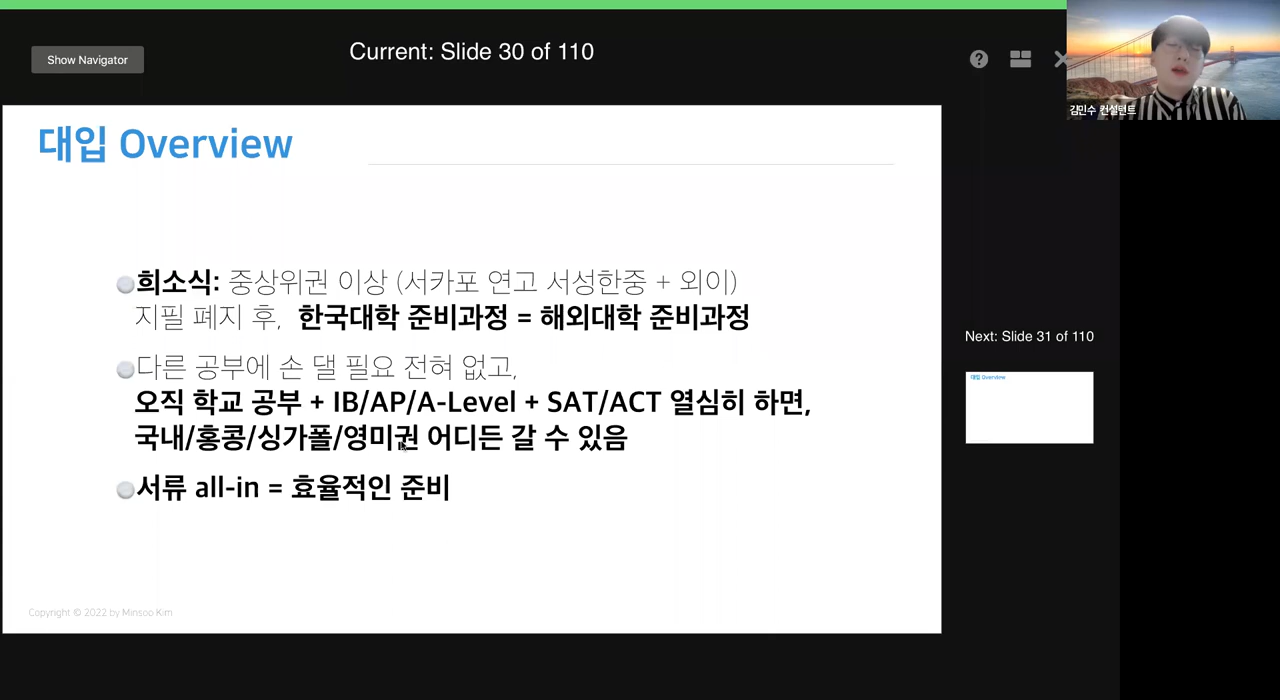 Show Navigator
Current: Slide 30 of 110
김민수 컨설턴트
대입 Overview
희소식: 중상위권 이상 (서카포 연고 서성한중 + 외이)
지필 폐지 후, 한국대학 준비과정 = 해외대학 준비과정
다른 공부에 손 댈 필요 전혀 없고,
오직 학교 공부 + IB/AP/A-Level + SAT/ACT 열심히 하면,
국내/홍콩/싱가폴/영미권 어디든 갈 수 있음
서류 all-in = 효율적인 준비
Copyright © 2022 by Minsoo Kim
Next: Slide 31 of 110
대입 Overview